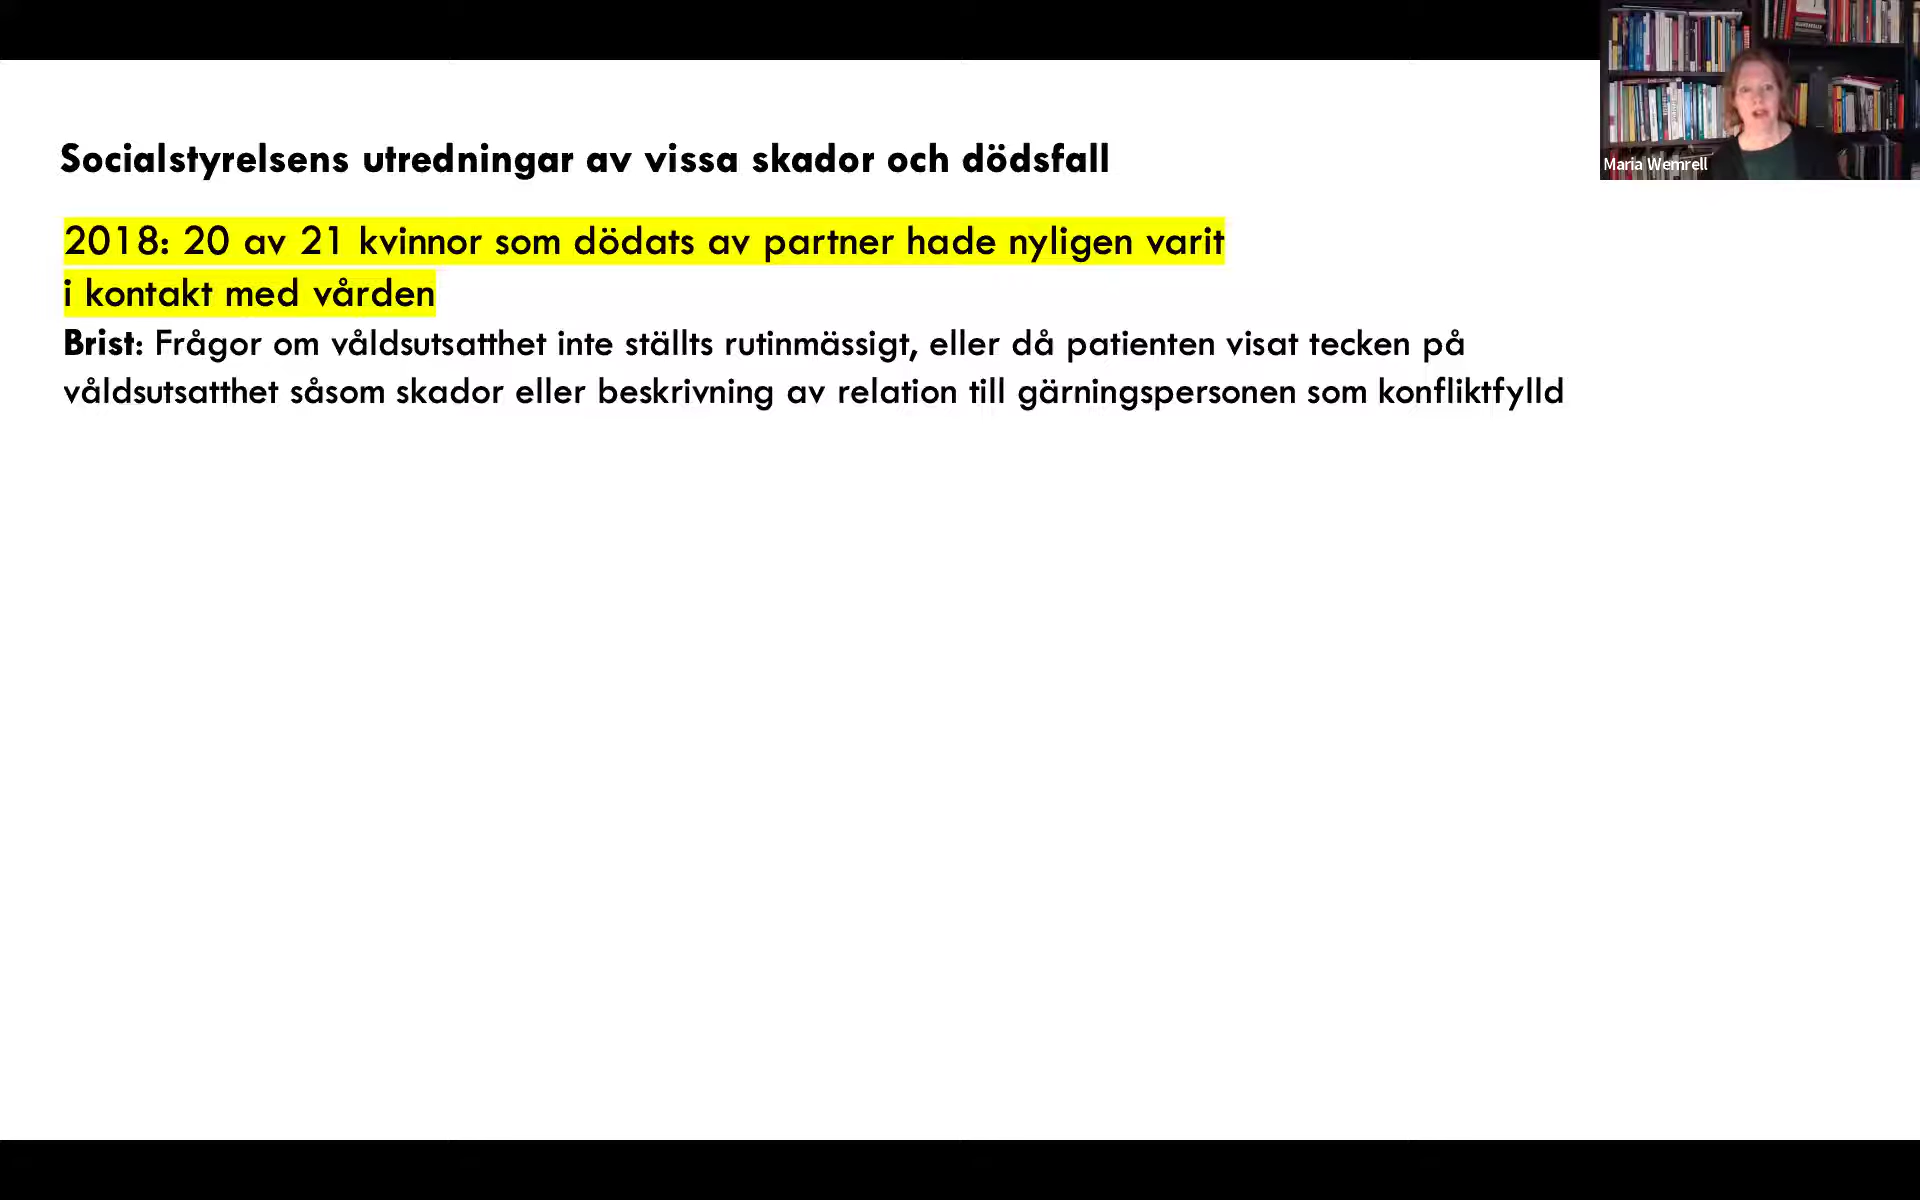 Socialstyrelsens utredningar av vissa skador och dödsfall
2018: 20 av 21 kvinnor som dödats av partner hade nyligen varit
i kontakt med vården
Brist: Frågor om våldsutsatthet inte ställts rutinmässigt, eller då patienten visat tecken på
våldsutsatthet såsom skador eller beskrivning av relation till gärningspersonen som konfliktfylld
Maria Wemrell